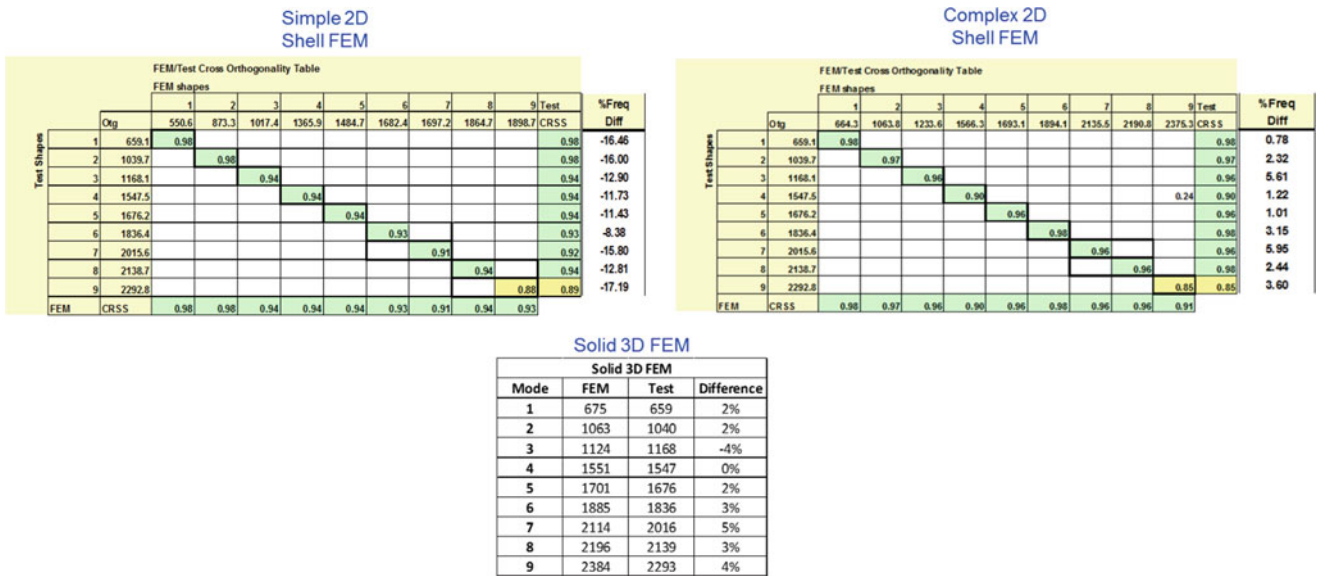 Simple 2D
Shell FEM
FEM/Test Cross Orthogonality Table
FEM shapes
1 2 3 4 5 6 7 8 9 Test %Freq
Otg 550.6 873.3 1017.4 1365.9 1484.7 1682.4 1697.2 1864.7 1898.7 CRSS Diff
Test Shapes
1 659.1 0.98 0.98 -16.46
2 1039.7 0.98 0.98 -16.00
3 1168.1 0.94 0.94 -12.90
4 1547.5 0.94 0.94 -11.73
5 1676.2 0.94 0.94 -11.43
6 1836.4 0.93 0.93 -8.38
7 2015.6 0.91 0.92 -15.80
8 2138.7 0.94 0.94 -12.81
9 2292.8 0.88 0.89 -17.19
FEM CRSS 0.98 0.98 0.94 0.94 0.94 0.93 0.91 0.94 0.93
Complex 2D
Shell FEM
FEM/Test Cross Orthogonality Table
FEM shapes
1 2 3 4 5 6 7 8 9 Test %Freq
Otg 664.3 1063.8 1233.6 1566.3 1693.1 1894.1 2135.5 2190.8 2375.3 CRSS Diff
Test Shapes
1 659.1 0.98 0.98 0.78
2 1039.7 0.97 0.97 2.32
3 1168.1 0.96 0.96 5.61
4 1547.5 0.90 0.24 0.90 1.22
5 1676.2 0.96 0.96 1.01
6 1836.4 0.98 0.98 3.15
7 2015.6 0.96 0.96 5.95
8 2138.7 0.96 0.98 2.44
9 2292.8 0.85 0.85 3.60
FEM CRSS 0.98 0.97 0.96 0.90 0.96 0.98 0.96 0.96 0.91
Solid 3D FEM
Solid 3D FEM
Mode FEM Test Difference
1 675 659 2%
2 1063 1040 2%
3 1124 1168 -4%
4 1551 1547 0%
5 1701 1676 2%
6 1885 1836 3%
7 2114 2016 5%
8 2196 2139 3%
9 2384 2293 4%